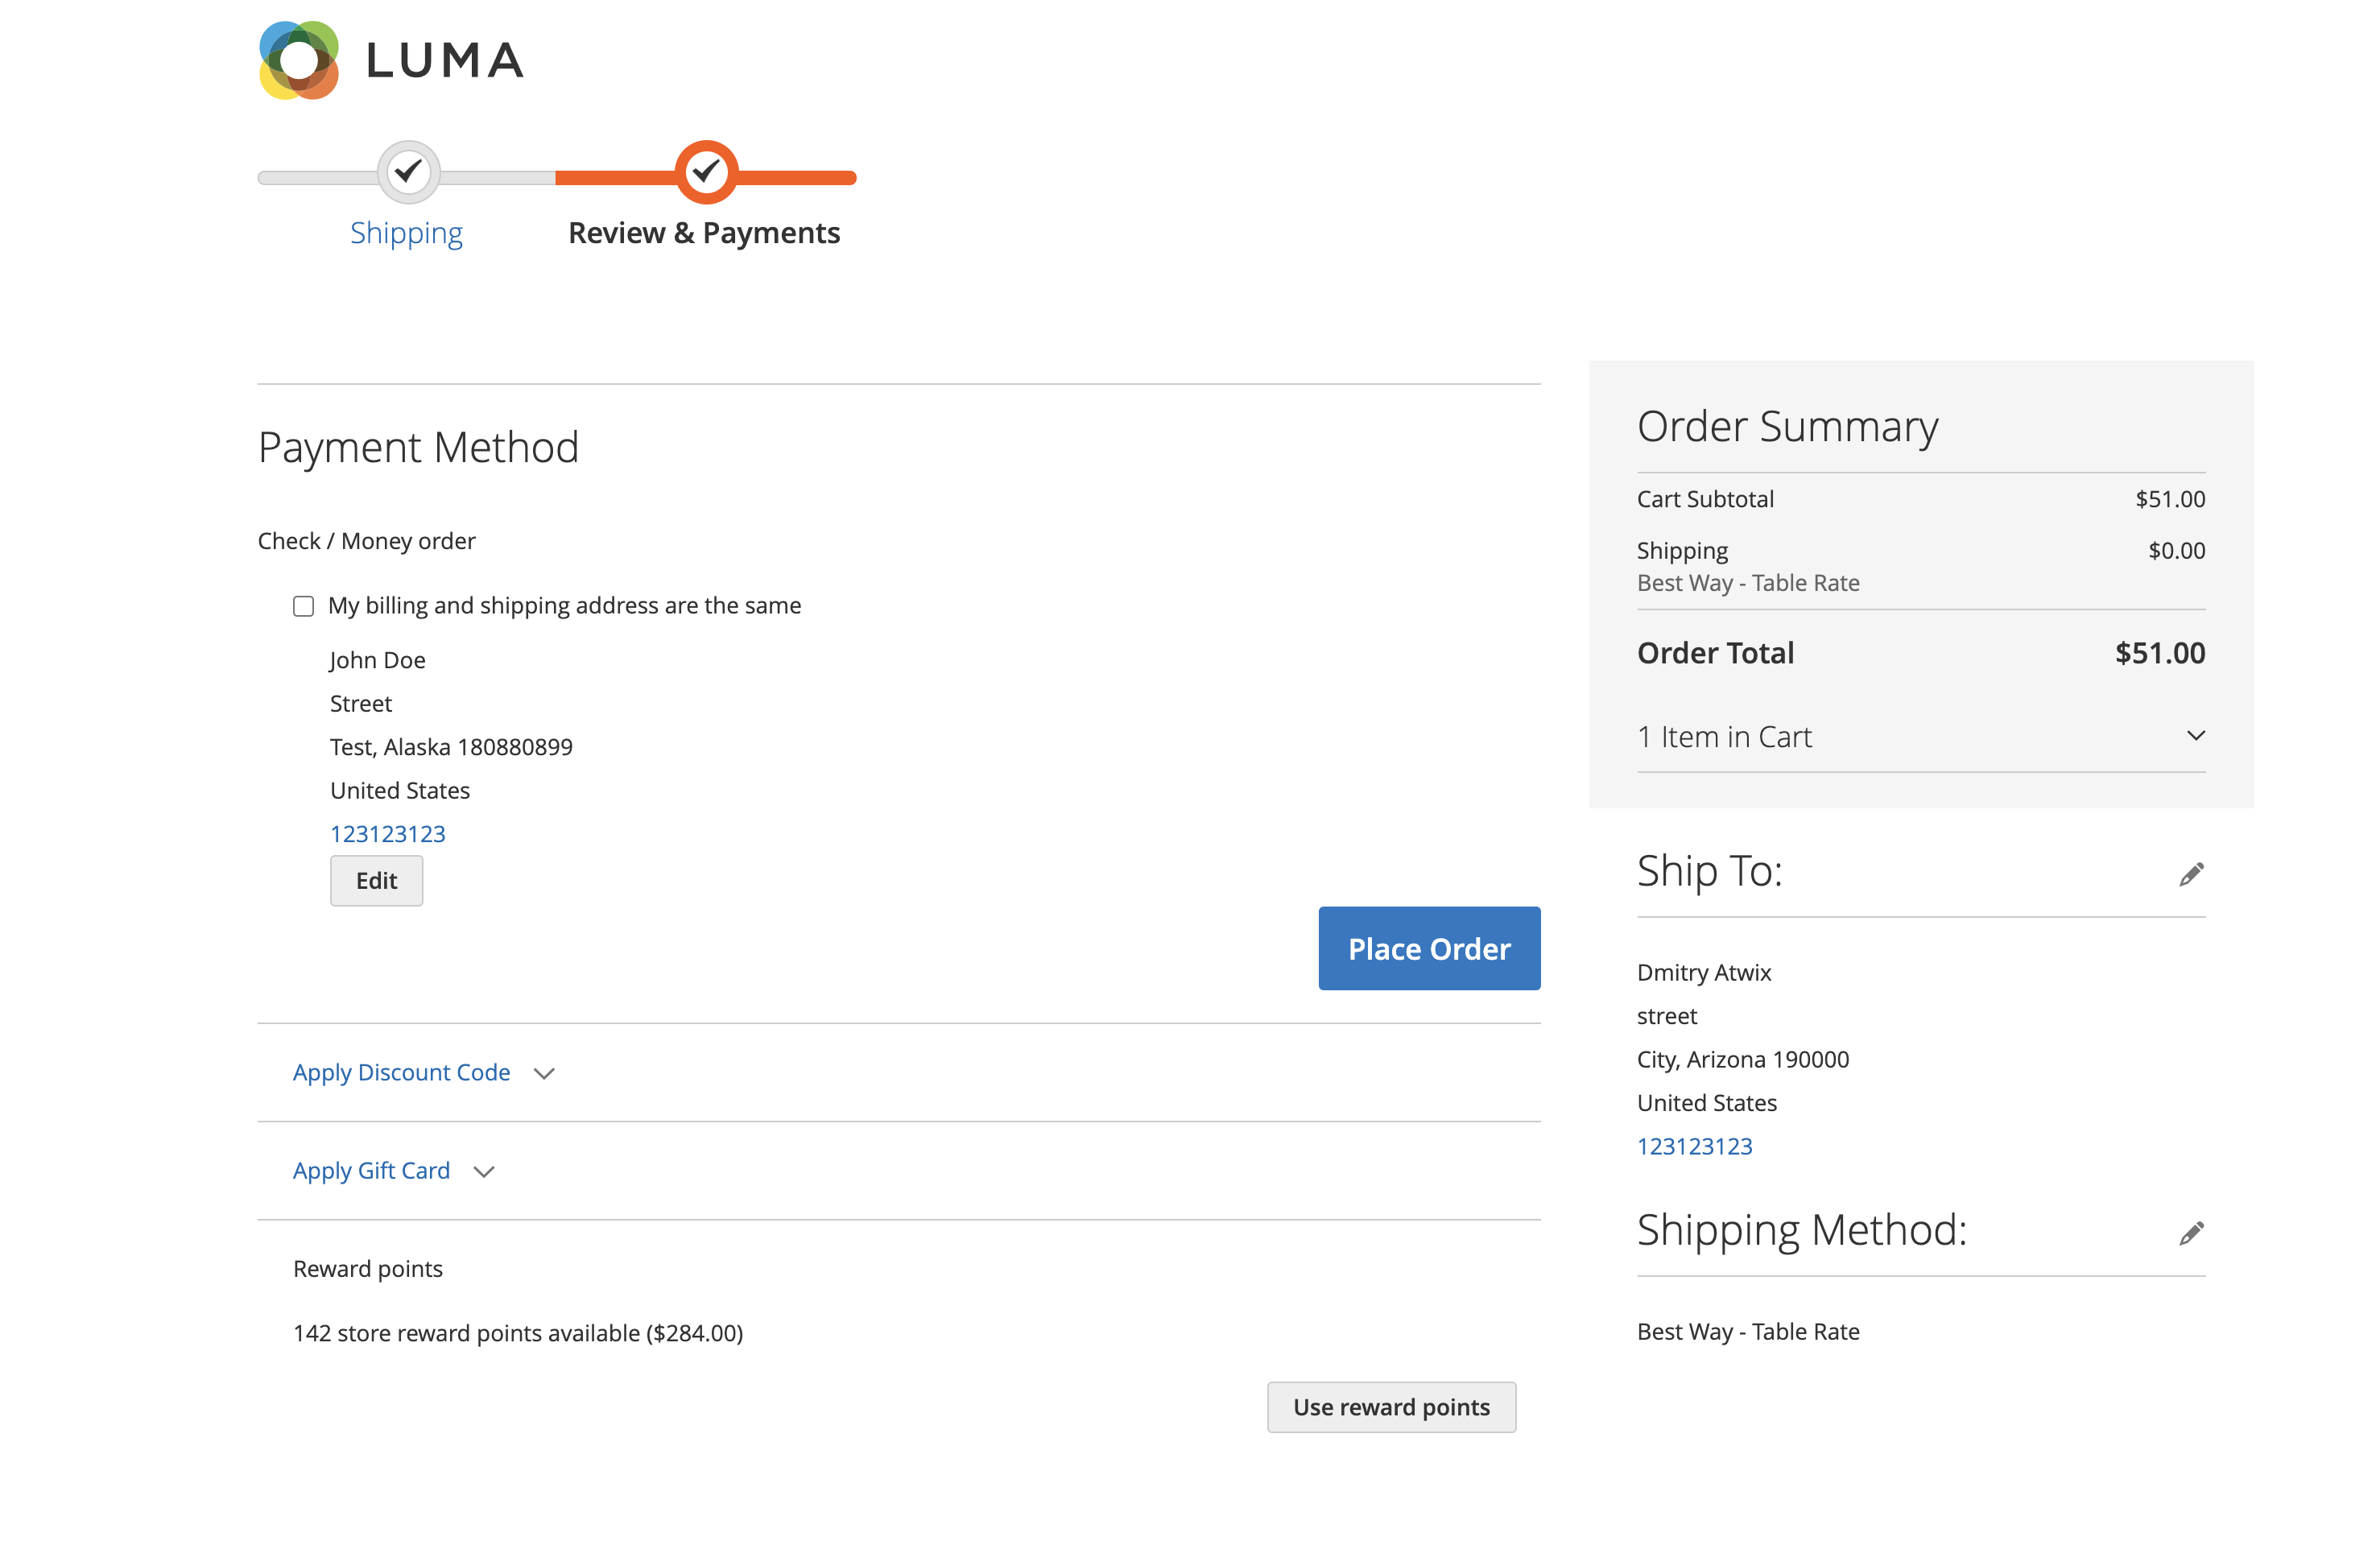 LUMA
Shipping
Review & Payments
Payment Method
Check / Money order
My billing and shipping address are the same
John Doe
Street
Test, Alaska 180880899
United States
123123123
Edit
Place Order
Apply Discount Code
Apply Gift Card
Reward points
142 store reward points available ($284.00)
Use reward points
Order Summary
Cart Subtotal $51.00
Shipping $0.00
Best Way - Table Rate
Order Total $51.00
1 Item in Cart
Ship To:
Dmitry Atwix
street
City, Arizona 190000
United States
123123123
Shipping Method:
Best Way - Table Rate